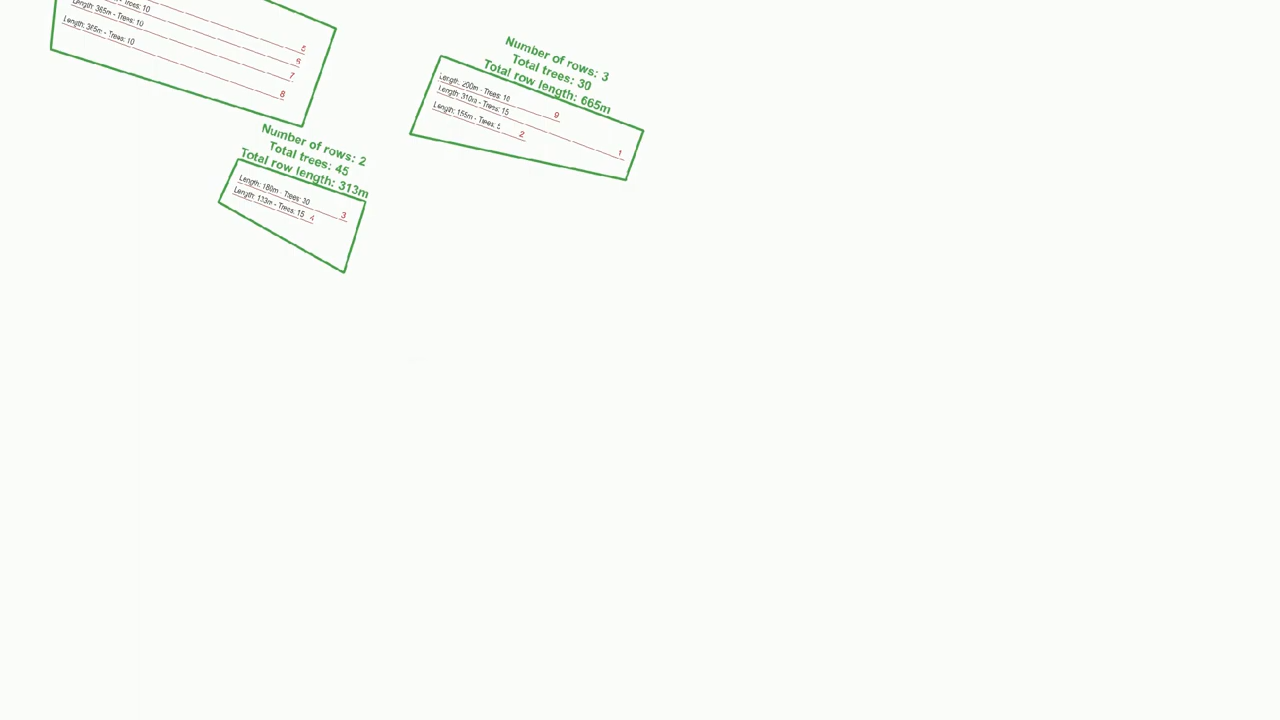 Trees: 10
5
Length: 365m - Trees: 10
6
7
Length: 365m - Trees: 10
8
Number of rows: 3
Total trees: 30
Total row length: 665m
Length: 200m - Trees: 10
9
Length: 310m - Trees: 15
1
Length: 155m - Trees: 5
2
Number of rows: 2
Total trees: 45
Total row length: 313m
Length: 180m - Trees: 30
3
Length: 133m - Trees: 15
4